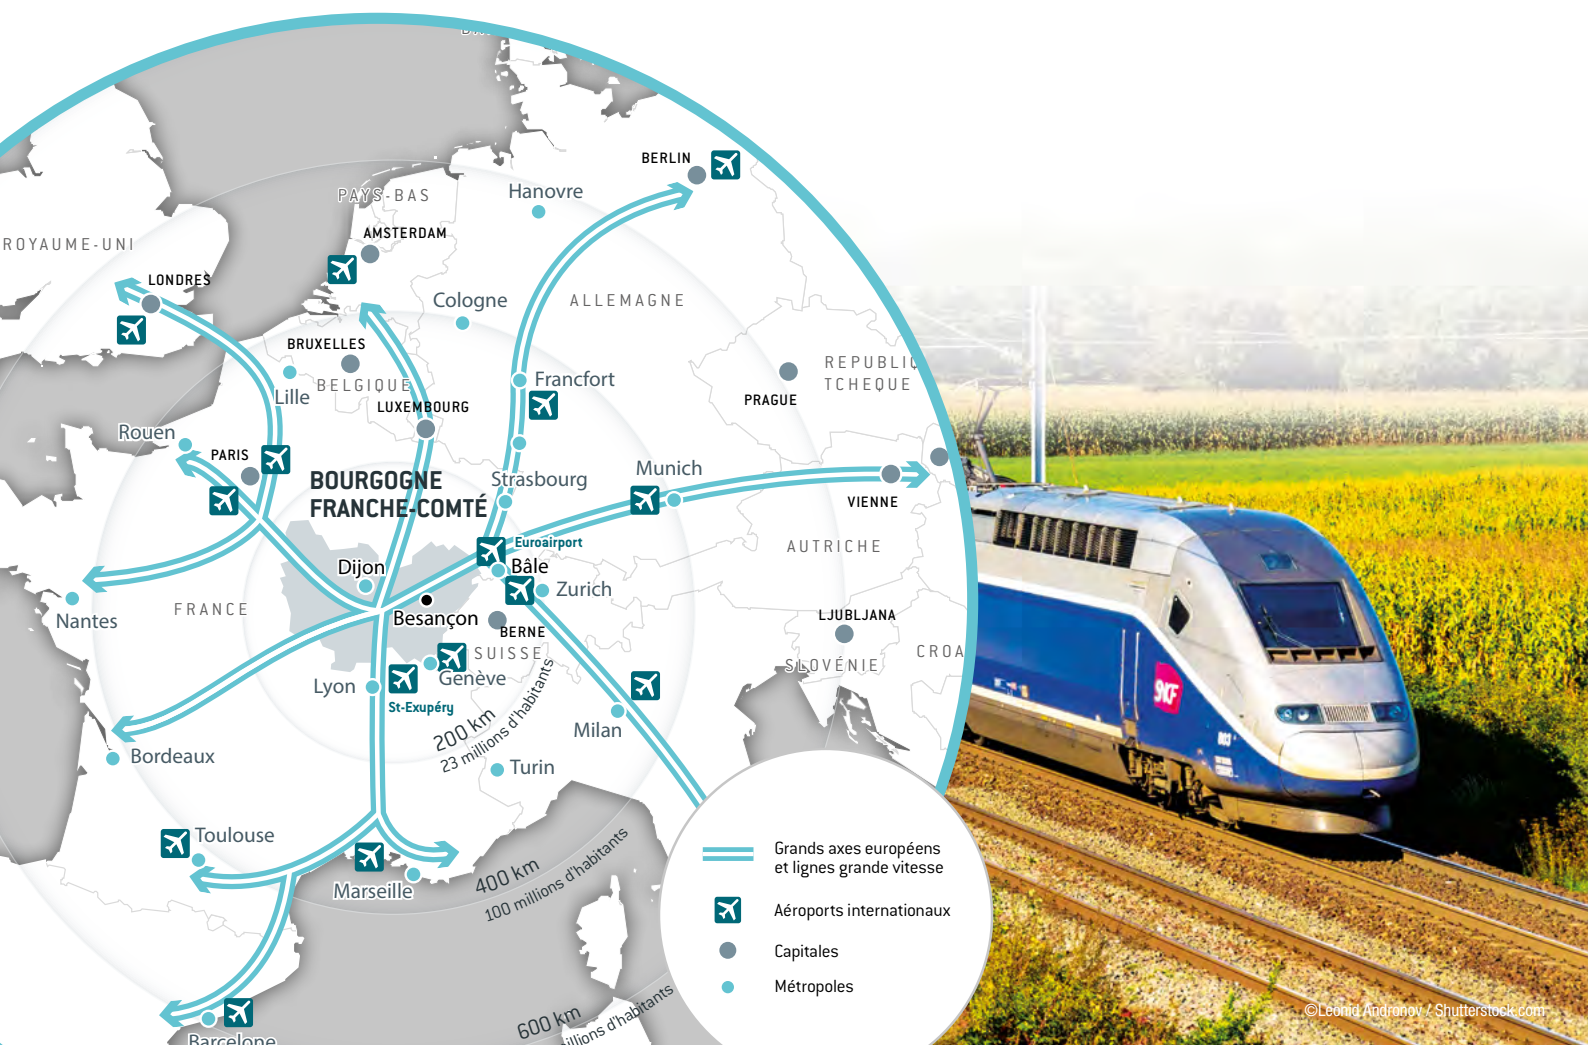 BERLIN
Hanovre
PAYS-BAS
AMSTERDAM
ROYAUME-UNI
LONDRES
Cologne
ALLEMAGNE
BRUXELLES
BELGIQUE
Lille
LUXEMBOURG
Francfort
PRAGUE
TCHEQUE
Rouen
PARIS
BOURGOGNE
FRANCHE-COMTÉ
Strasbourg
Munich
VIENNE
Euroairport
AUTRICHE
Dijon
Bâle
Zurich
Besançon
BERNE
FRANCE
Nantes
SUISSE
LJUBLJANA
SLOVÉNIE
Genève
Lyon
St-Exupéry
200 km
23 millions d'habitants
Milan
Bordeaux
Turin
Toulouse
Marseille
400 km
100 millions d'habitants
600 km
d'habitants
Barcelone
Grands axes européens
et lignes grande vitesse
Aéroports internationaux
Capitales
Métropoles
SNCF
803
©Leonid Andronov / Shutterstock.com